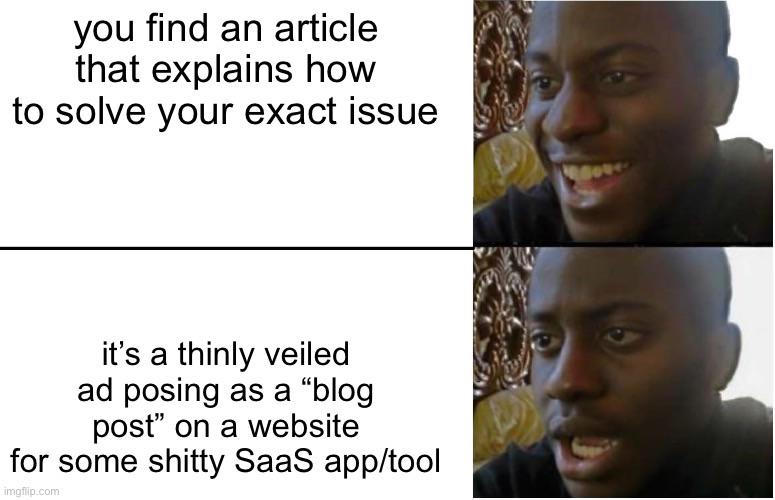 you find an article
that explains how
to solve your exact issue
it’s a thinly veiled
ad posing as a “blog
post” on a website
for some shitty SaaS app/tool
imgflip.com